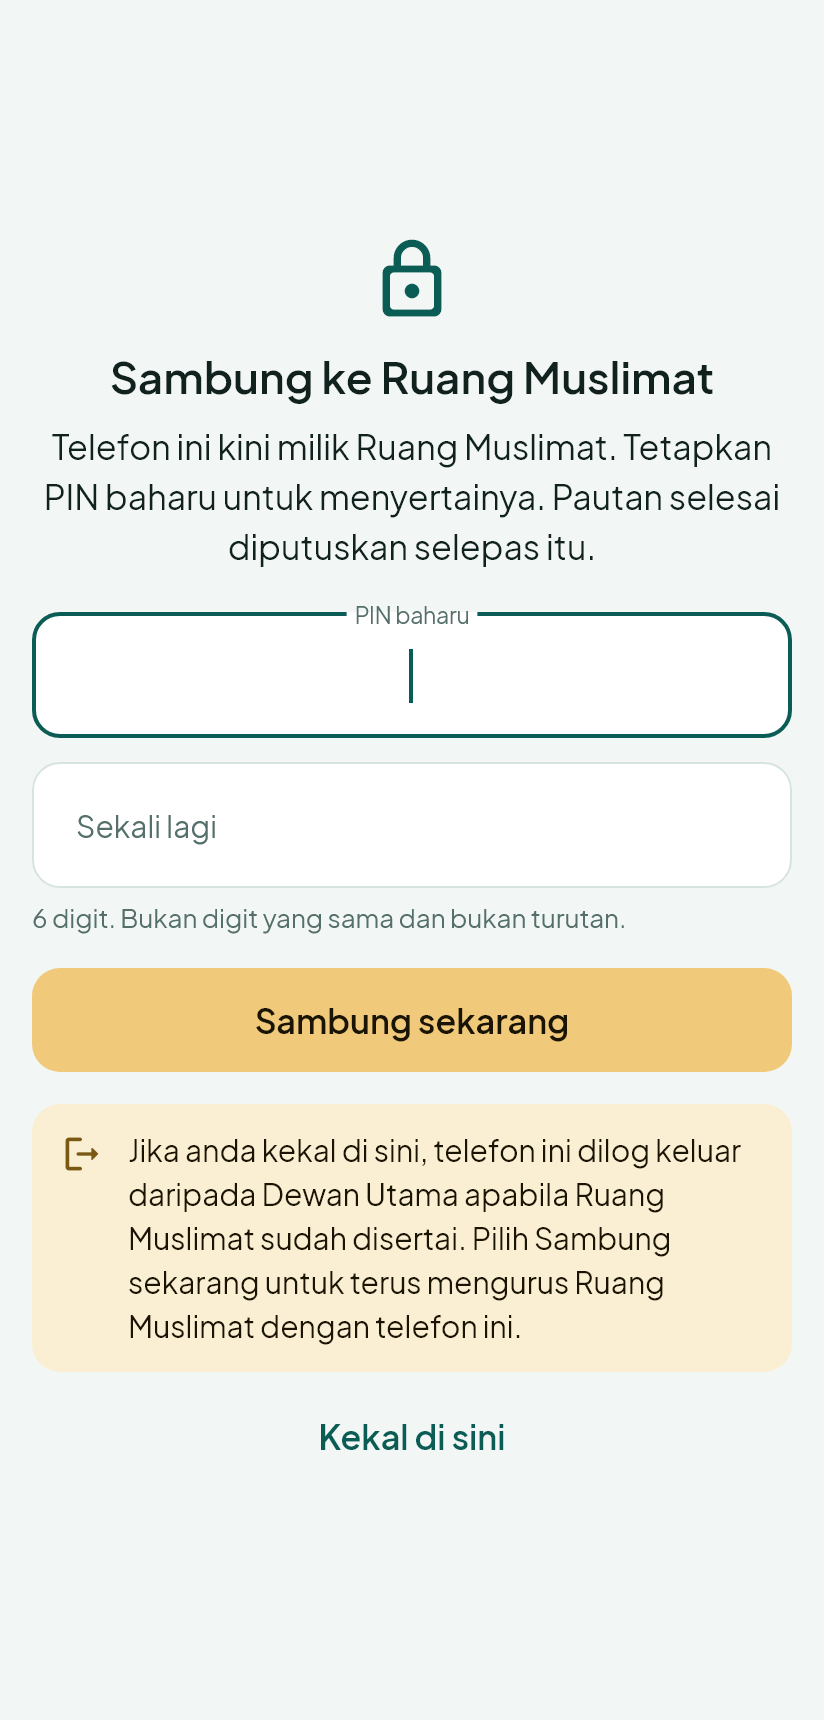 Sambung ke Ruang Muslimat
Telefon ini kini milik Ruang Muslimat. Tetapkan
PIN baharu untuk menyertainya. Pautan selesai
diputuskan selepas itu.
PIN baharu
Sekali lagi
6 digit. Bukan digit yang sama dan bukan turutan.
Sambung sekarang
Jika anda kekal di sini, telefon ini dilog keluar
daripada Dewan Utama apabila Ruang
Muslimat sudah disertai. Pilih Sambung
sekarang untuk terus mengurus Ruang
Muslimat dengan telefon ini.
Kekal di sini